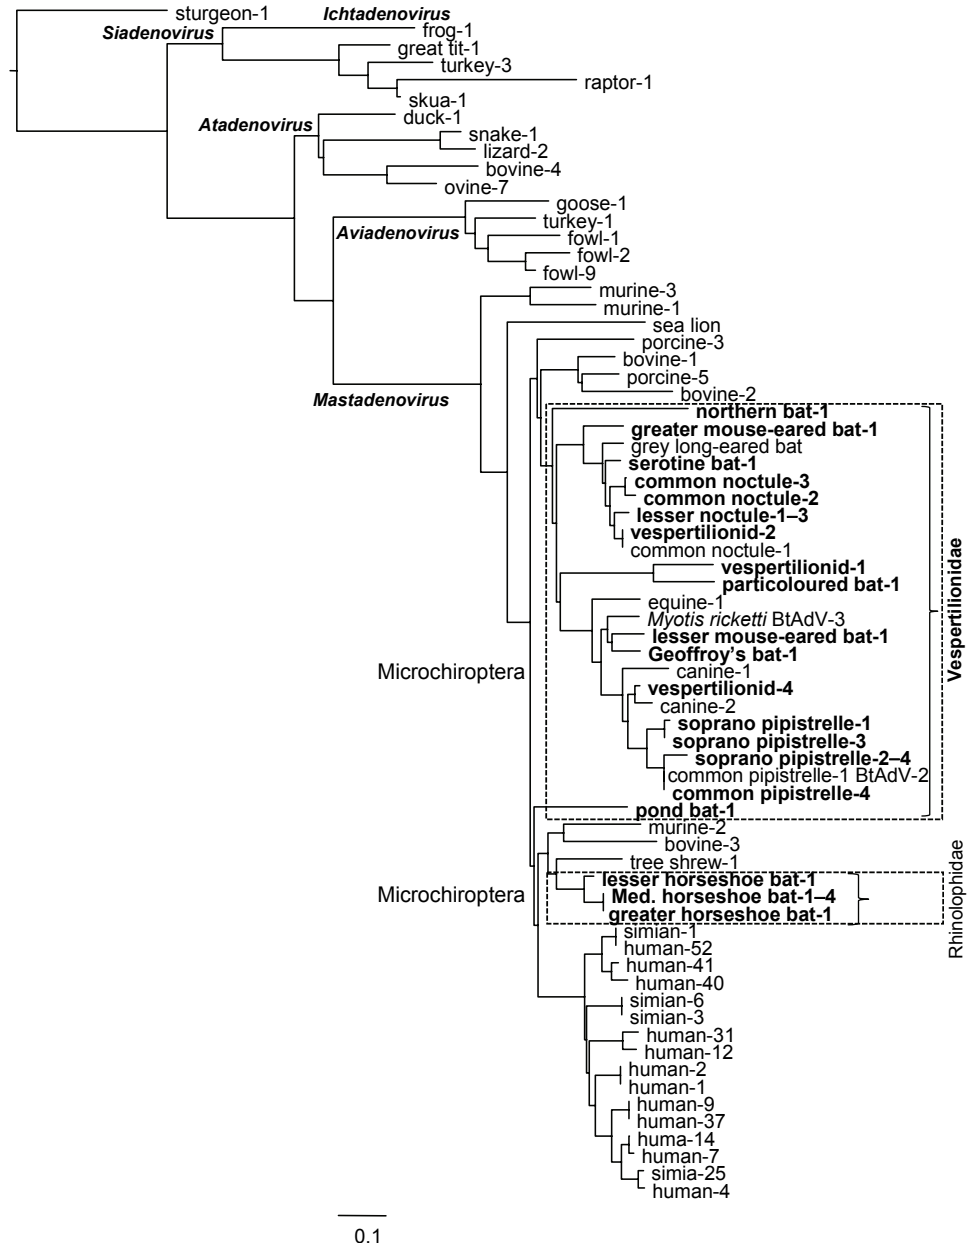 sturgeon-1
Ichtadenovirus
Siadenovirus
frog-1
great tit-1
turkey-3
raptor-1
skua-1
duck-1
Atadenovirus
snake-1
lizard-2
bovine-4
ovine-7
goose-1
turkey-1
Aviadenovirus
fowl-1
fowl-2
fowl-9
murine-3
murine-1
sea lion
porcine-3
bovine-1
porcine-5
bovine-2
Mastadenovirus
northern bat-1
greater mouse-eared bat-1
grey long-eared bat
serotine bat-1
common noctule-3
common noctule-2
lesser noctule-1–3
vespertilionid-2
common noctule-1
vespertilionid-1
particoloured bat-1
equine-1
Myotis ricketti BtAdV-3
lesser mouse-eared bat-1
Geoffroy's bat-1
Microchiroptera
canine-1
vespertilionid-4
canine-2
soprano pipistrelle-1
soprano pipistrelle-3
soprano pipistrelle-2–4
common pipistrelle-1 BtAdV-2
common pipistrelle-4
pond bat-1
Vespertilionidae
murine-2
bovine-3
tree shrew-1
lesser horseshoe bat-1
Microchiroptera
Med. horseshoe bat-1–4
greater horseshoe bat-1
Rhinolophidae
simian-1
human-52
human-41
human-40
simian-6
simian-3
human-31
human-12
human-2
human-1
human-9
human-37
huma-14
human-7
simia-25
human-4
0.1